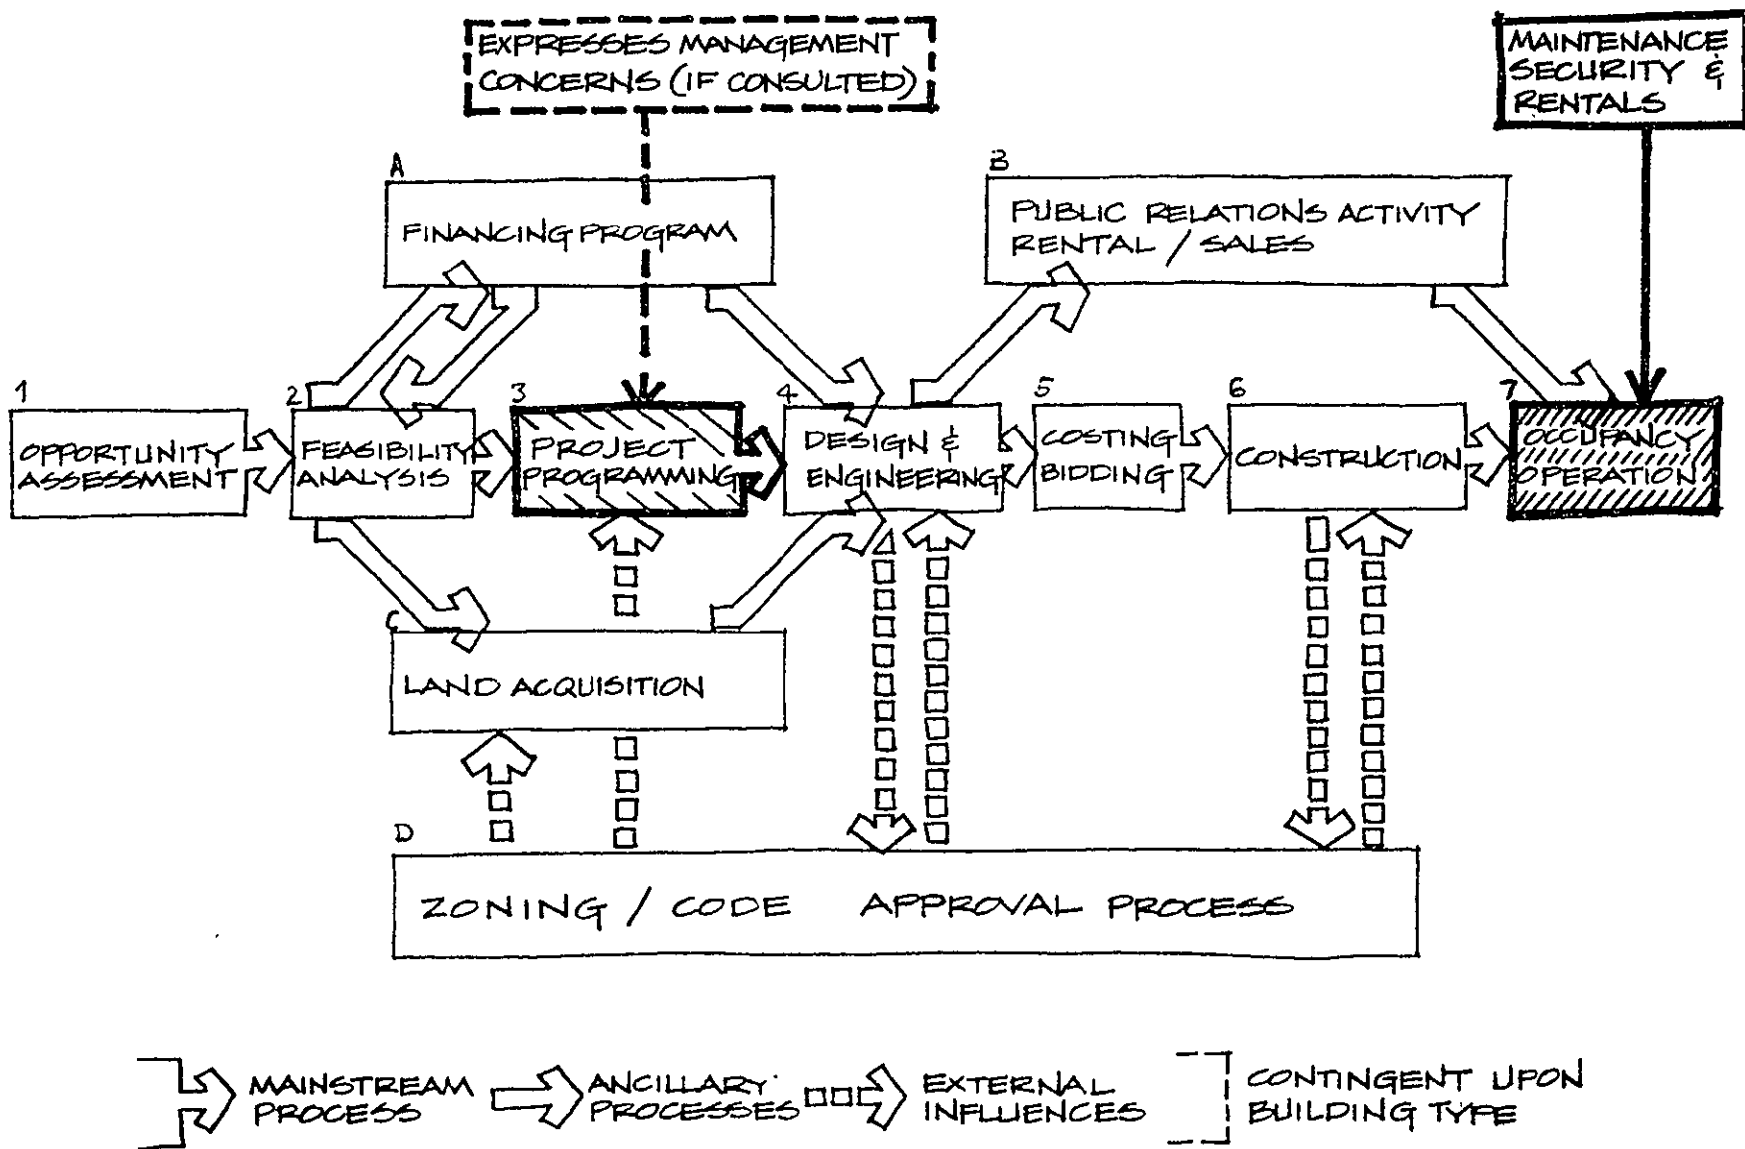 EXPRESSES MANAGEMENT
CONCERNS (IF CONSULTED)
MAINTENANCE
SECURITY &
RENTALS
A
FINANCING PROGRAM
B
PUBLIC RELATIONS ACTIVITY
RENTAL / SALES
1
OPPORTUNITY
ASSESSMENT
2
FEASIBILITY
ANALYSIS
3
PROJECT
PROGRAMMING
4
DESIGN &
ENGINEERING
5
COSTING
BIDDING
6
CONSTRUCTION
7
OCCUPANCY
OPERATION
C
LAND ACQUISITION
D
ZONING / CODE APPROVAL PROCESS
MAINSTREAM
PROCESS
ANCILLARY
PROCESSES
EXTERNAL
INFLUENCES
CONTINGENT UPON
BUILDING TYPE